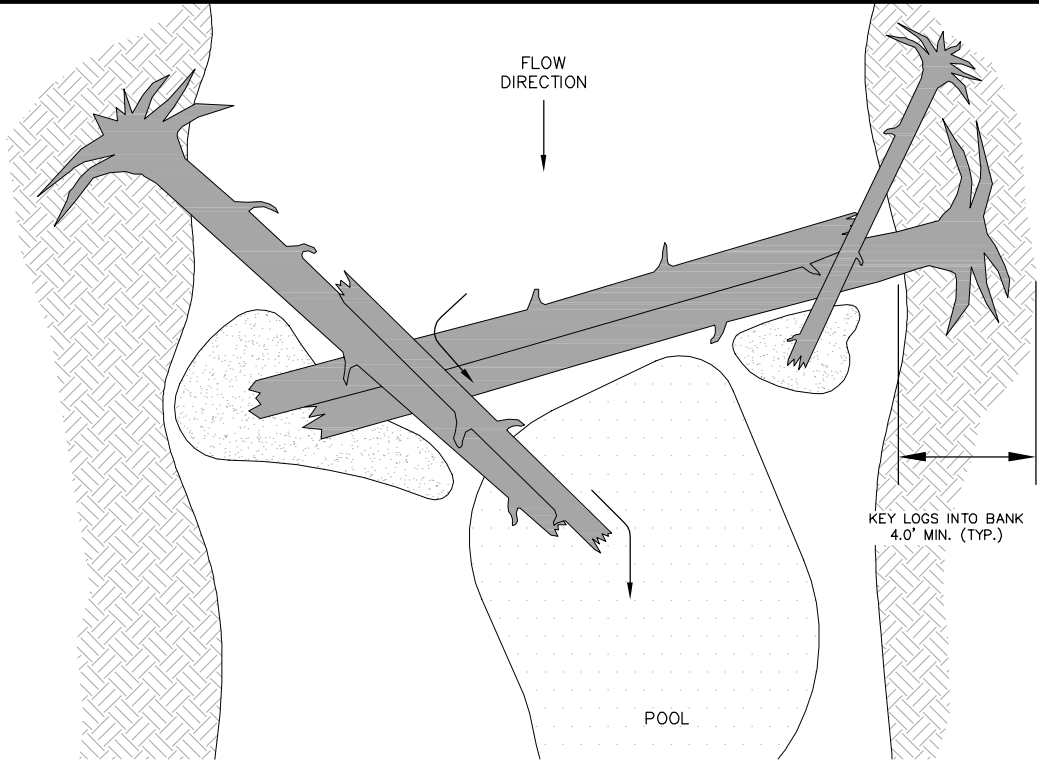 FLOW
DIRECTION
KEY LOGS INTO BANK
4.0' MIN. (TYP.)
POOL